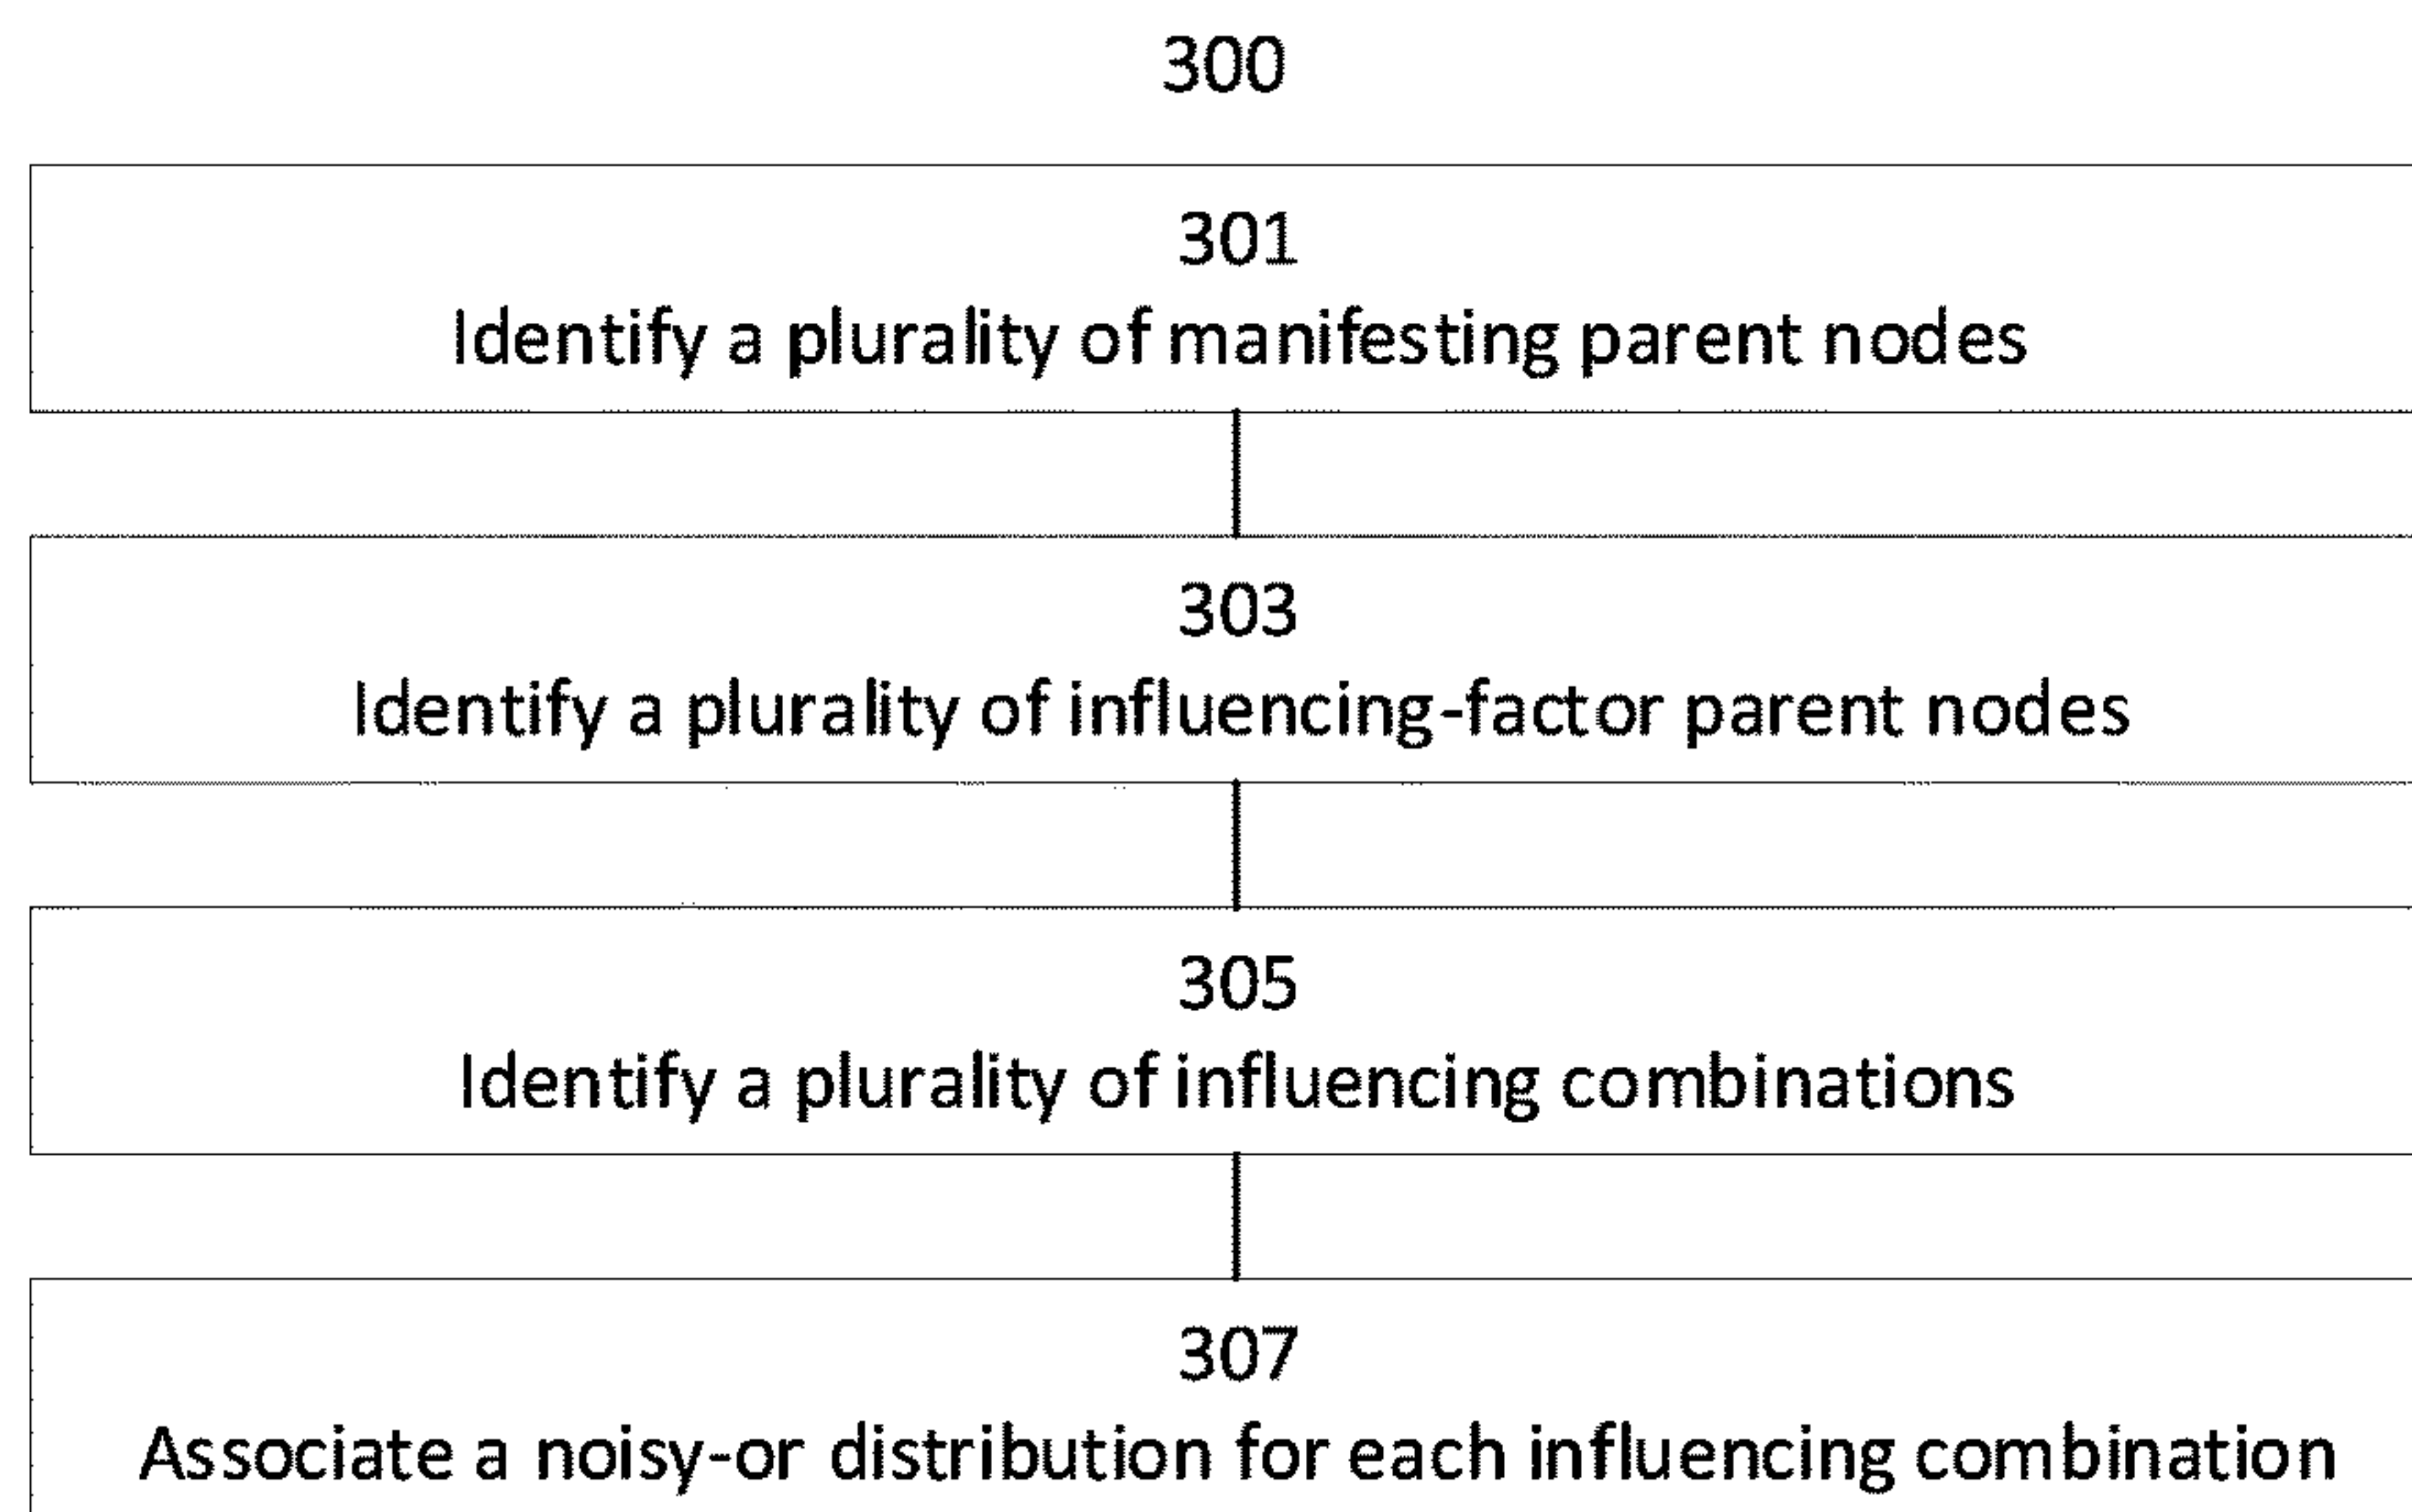 300
301
Identify a plurality of manifesting parent nodes
303
Identify a plurality of influencing-factor parent nodes
305
Identify a plurality of influencing combinations
307
Associate a noisy-or distribution for each influencing combination